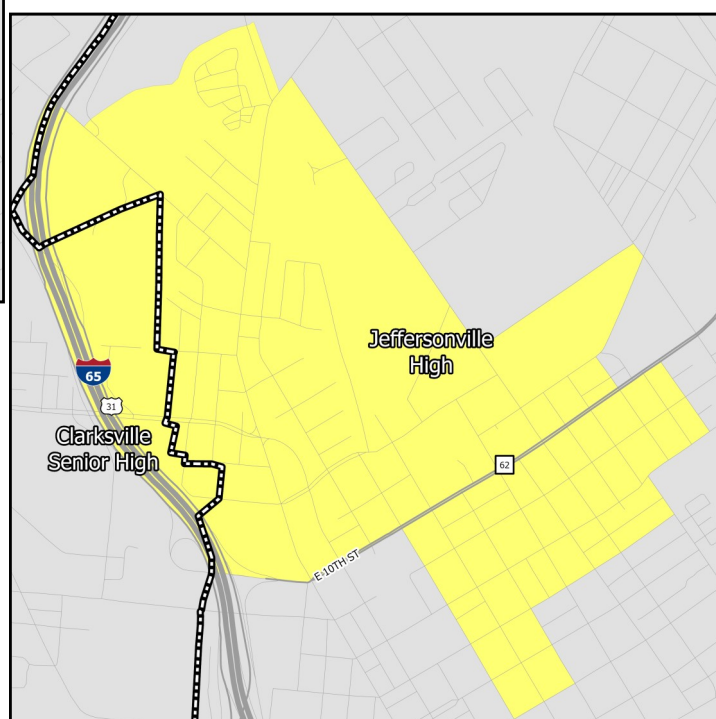 Jeffersonville
High
65
31
Clarksville
Senior High
62
E 10TH ST